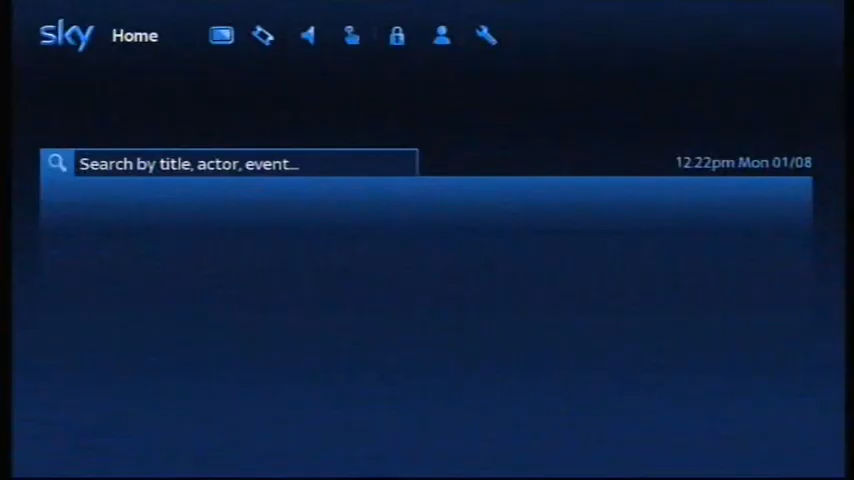 sky Home
Search by title, actor, event...
12.22pm Mon 01/08